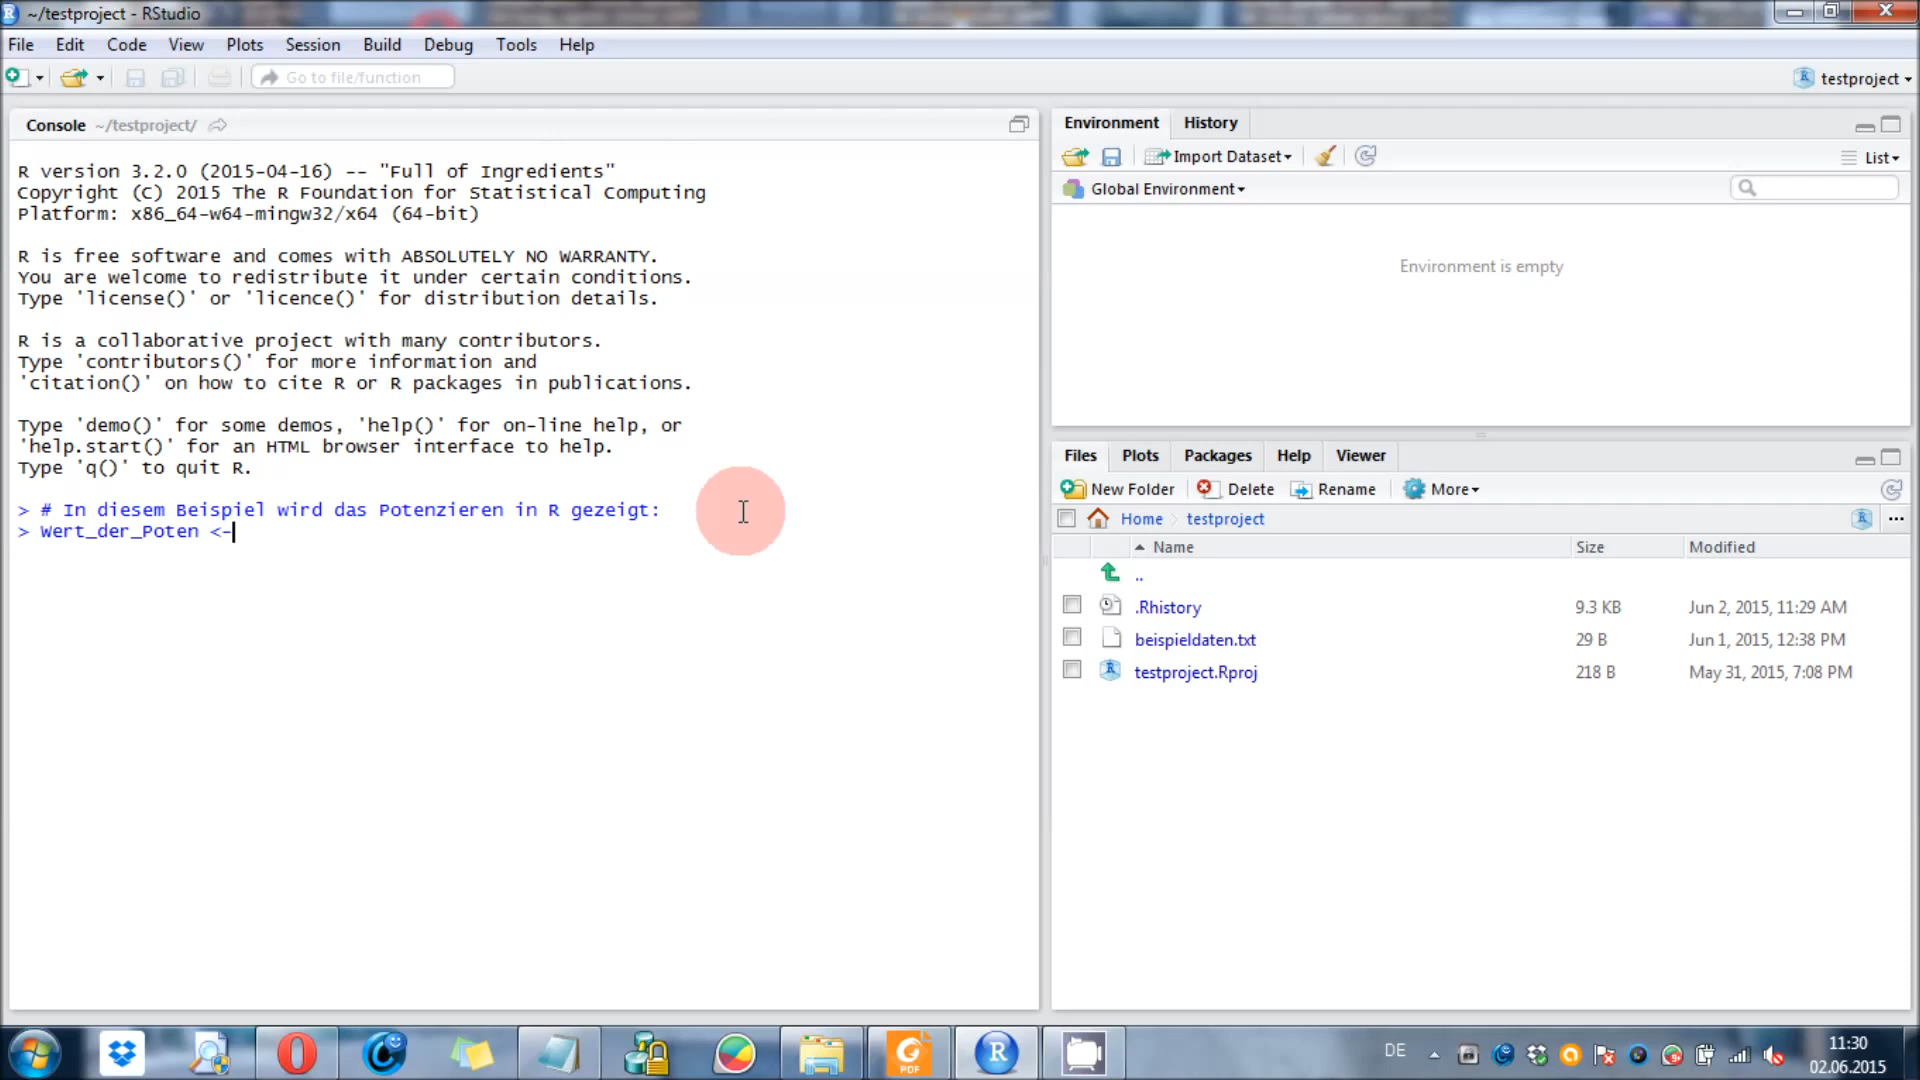 ~/testproject - RStudio
File Edit Code View Plots Session Build Debug Tools Help
Go to file/function
testproject
Console ~/testproject/
R version 3.2.0 (2015-04-16) -- "Full of Ingredients"
Copyright (C) 2015 The R Foundation for Statistical Computing
Platform: x86_64-w64-mingw32/x64 (64-bit)
R is free software and comes with ABSOLUTELY NO WARRANTY.
You are welcome to redistribute it under certain conditions.
Type 'license()' or 'licence()' for distribution details.
R is a collaborative project with many contributors.
Type 'contributors()' for more information and
'citation()' on how to cite R or R packages in publications.
Type 'demo()' for some demos, 'help()' for on-line help, or
'help.start()' for an HTML browser interface to help.
Type 'q()' to quit R.
> # In diesem Beispiel wird das Potenzieren in R gezeigt:
> Wert_der_Poten <-
Environment History
Import Dataset
List
Global Environment
Environment is empty
Files Plots Packages Help Viewer
New Folder Delete Rename More
Home testproject
Name Size Modified
..
.Rhistory 9.3 KB Jun 2, 2015, 11:29 AM
beispieldaten.txt 29 B Jun 1, 2015, 12:38 PM
testproject.Rproj 218 B May 31, 2015, 7:08 PM
PDF
DE
11:30
02.06.2015